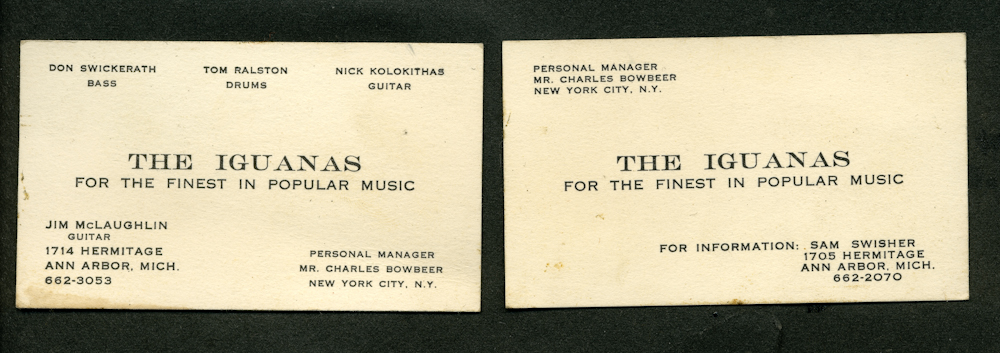 DON SWICKERATH TOM RALSTON NICK KOLOKITHAS
BASS DRUMS GUITAR
THE IGUANAS
FOR THE FINEST IN POPULAR MUSIC
JIM McLAUGHLIN
GUITAR
1714 HERMITAGE
ANN ARBOR, MICH.
662-3053
PERSONAL MANAGER
MR. CHARLES BOWBEER
NEW YORK CITY, N.Y.
PERSONAL MANAGER
MR. CHARLES BOWBEER
NEW YORK CITY, N.Y.
THE IGUANAS
FOR THE FINEST IN POPULAR MUSIC
FOR INFORMATION: SAM SWISHER
1705 HERMITAGE
ANN ARBOR, MICH.
662-2070